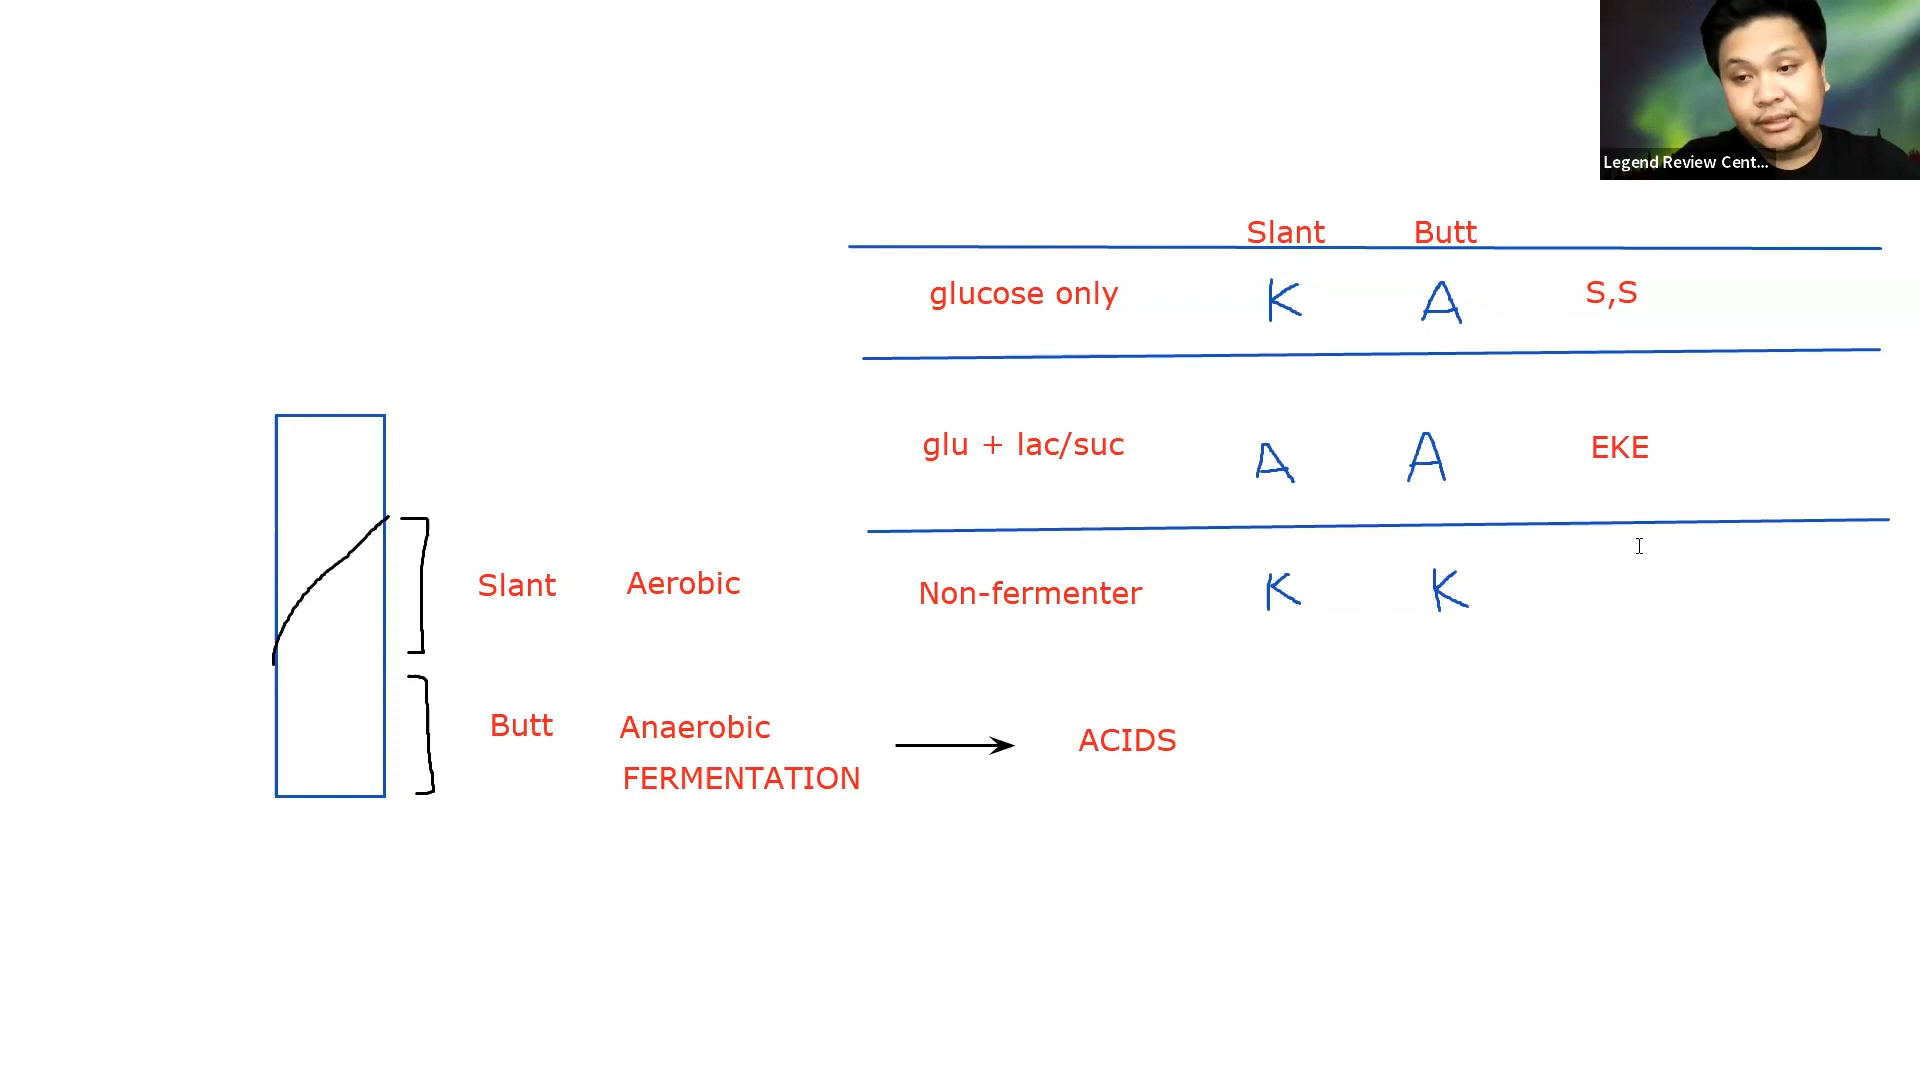 Legend Review Cent...
Slant Butt
glucose only K A S,S
glu + lac/suc A A EKE
Non-fermenter K K
Slant Aerobic
Butt Anaerobic ACIDS
FERMENTATION